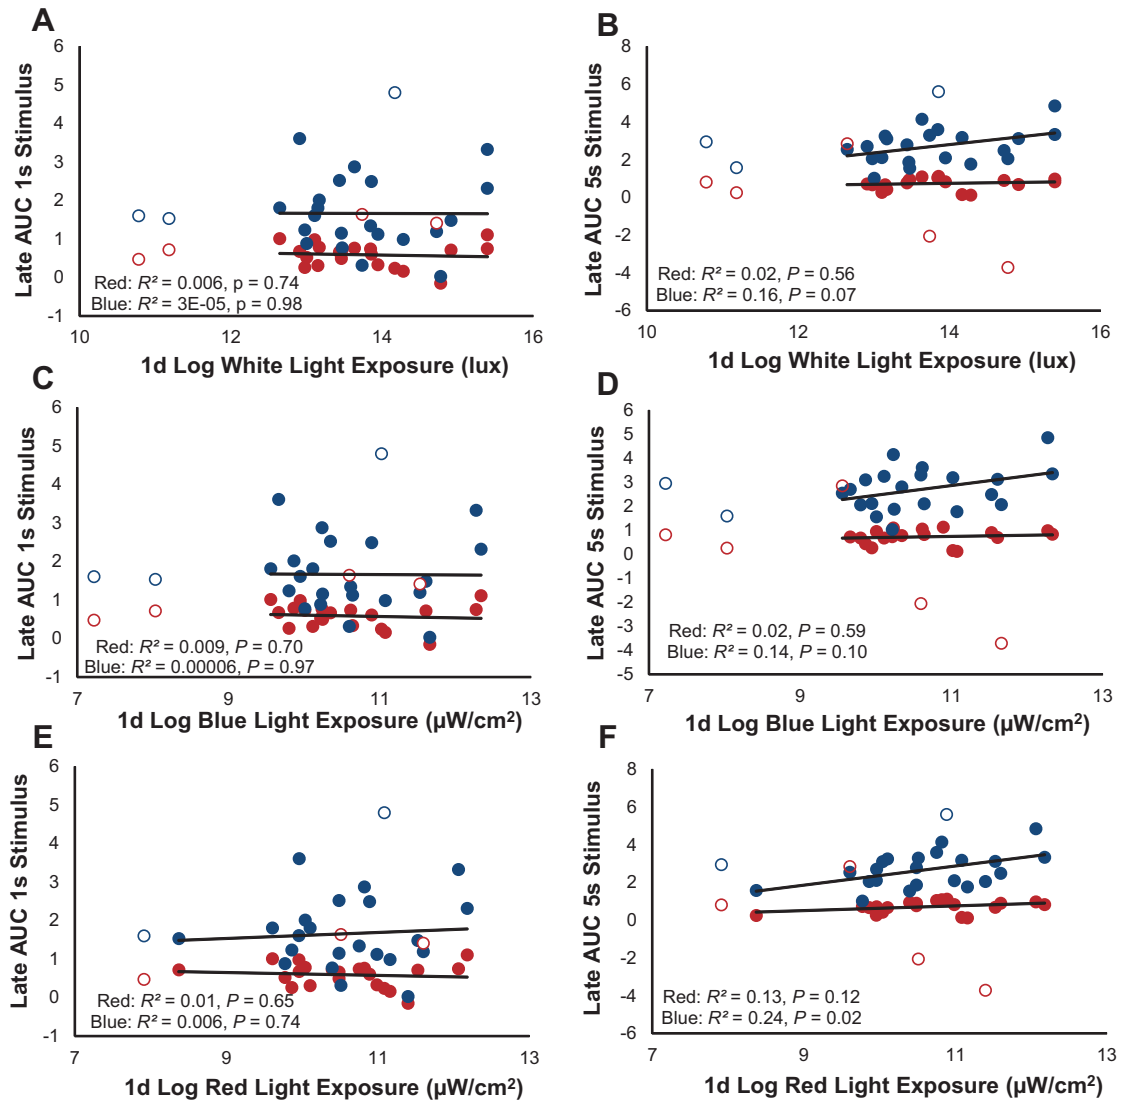 A
Late AUC 1s Stimulus
6
5
4
3
2
1
0
-1
10
12
14
16
Red: R² = 0.006, p = 0.74
Blue: R² = 3E-05, p = 0.98
1d Log White Light Exposure (lux)
B
Late AUC 5s Stimulus
8
6
4
2
0
-2
-4
-6
10
12
14
16
Red: R² = 0.02, P = 0.56
Blue: R² = 0.16, P = 0.07
1d Log White Light Exposure (lux)
C
Late AUC 1s Stimulus
6
5
4
3
2
1
0
-1
7
9
11
13
Red: R² = 0.009, P = 0.70
Blue: R² = 0.00006, P = 0.97
1d Log Blue Light Exposure (µW/cm²)
D
Late AUC 5s Stimulus
6
5
4
3
2
1
0
-1
-2
-3
-4
-5
7
9
11
13
Red: R² = 0.02, P = 0.59
Blue: R² = 0.14, P = 0.10
1d Log Blue Light Exposure (µW/cm²)
E
Late AUC 1s Stimulus
6
5
4
3
2
1
0
-1
7
9
11
13
Red: R² = 0.01, P = 0.65
Blue: R² = 0.006, P = 0.74
1d Log Red Light Exposure (µW/cm²)
F
Late AUC 5s Stimulus
8
6
4
2
0
-2
-4
-6
7
9
11
13
Red: R² = 0.13, P = 0.12
Blue: R² = 0.24, P = 0.02
1d Log Red Light Exposure (µW/cm²)